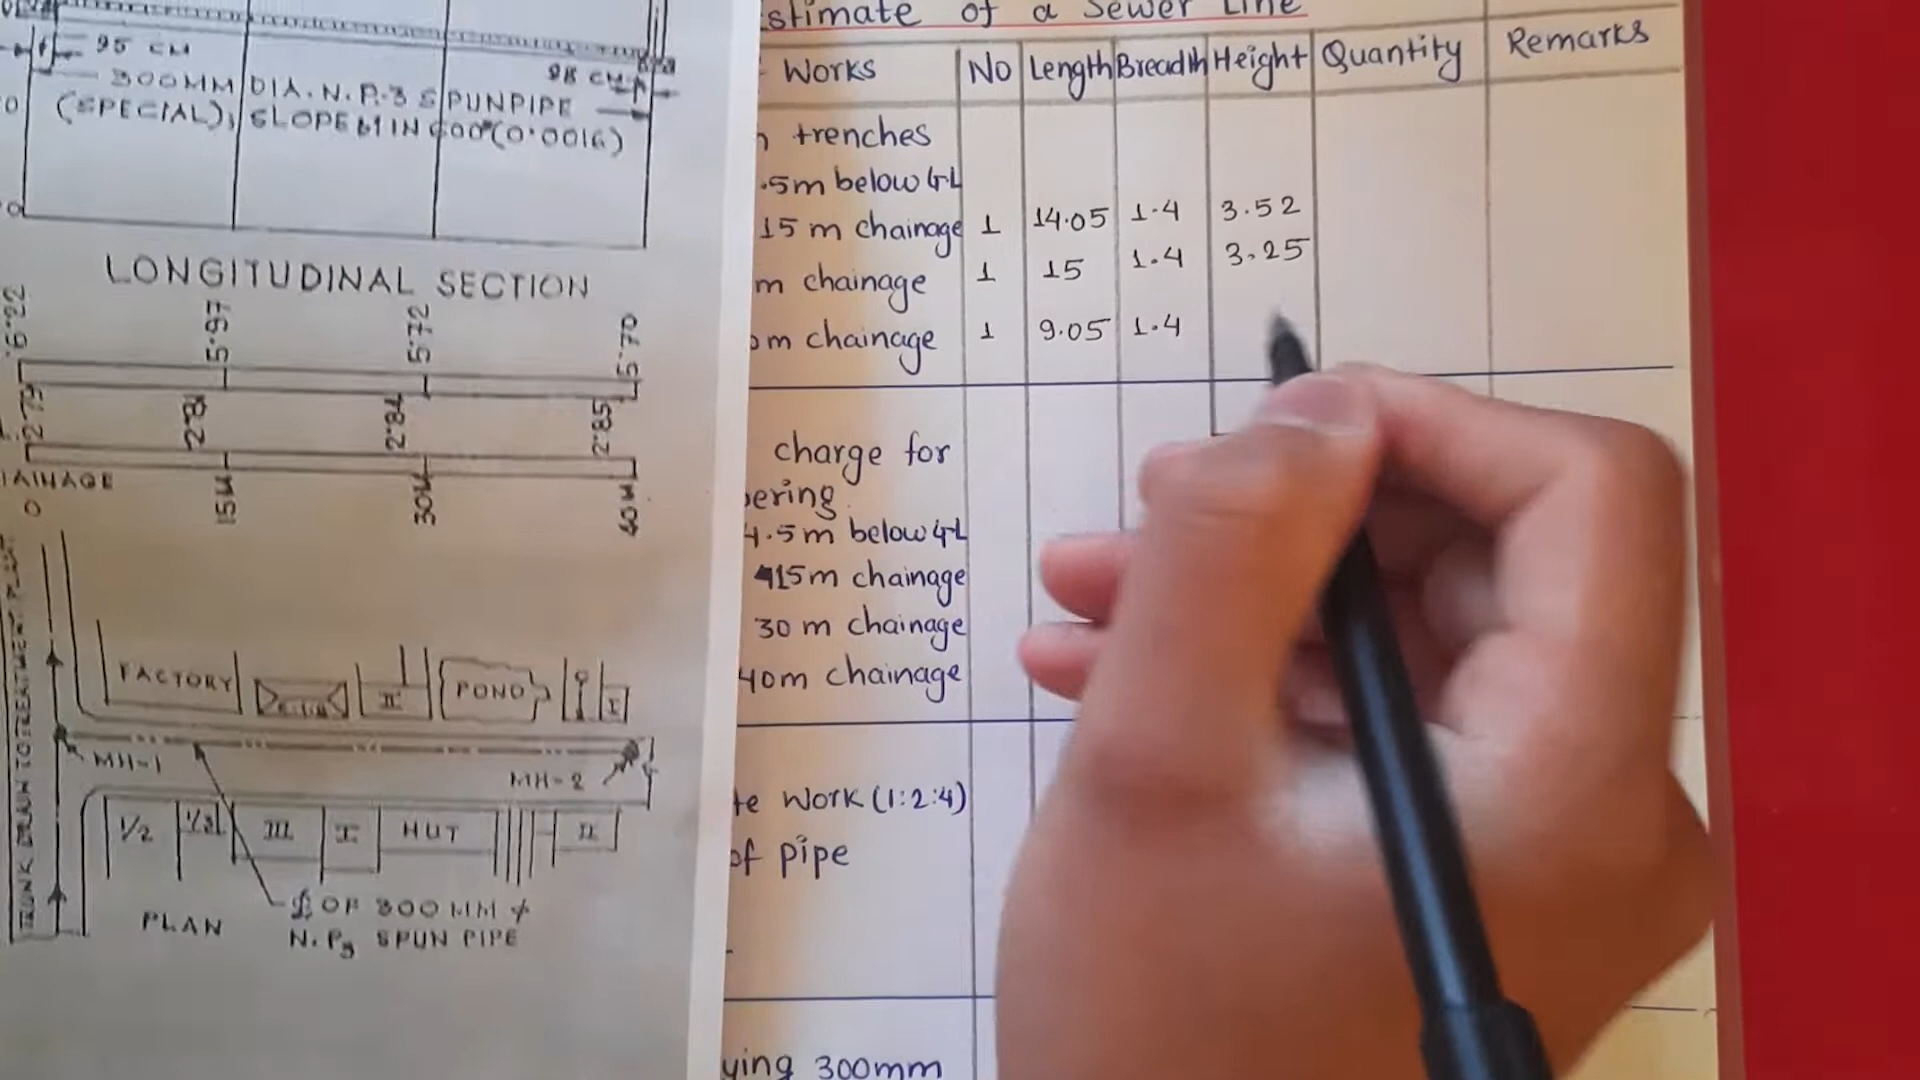 95 CM
98 CM
300MM DIA. N.P.3 SPUNPIPE
(SPECIAL), SLOPE 1 IN 600 (0.0016)
LONGITUDINAL SECTION
6.22
5.97
5.72
5.70
2.79
2.81
2.84
2.85
AINAGE
0
15M
30M
40M
TRUNK DRAIN TO TREATMENT PLANT
FACTORY
II
POND
I
MH-1
MH-2
1/2
III
I
HUT
II
PLAN
OF 300 MM
N.P3 SPUN PIPE
stimate of a Sewer Line
Works No Length Breadth Height Quantity Remarks
trenches
.5m below GL
15 m chainage 1 14.05 1.4 3.52
m chainage 1 15 1.4 3.25
m chainage 1 9.05 1.4
charge for
ering
4.5m below GL
15m chainage
30 m chainage
40m chainage
te Work (1:2:4)
of pipe
ying 300mm